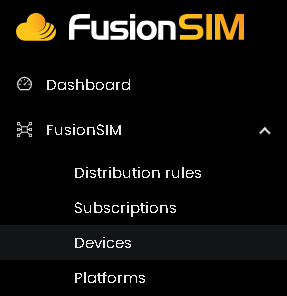 FusionSIM
Dashboard
FusionSIM
Distribution rules
Subscriptions
Devices
Platforms